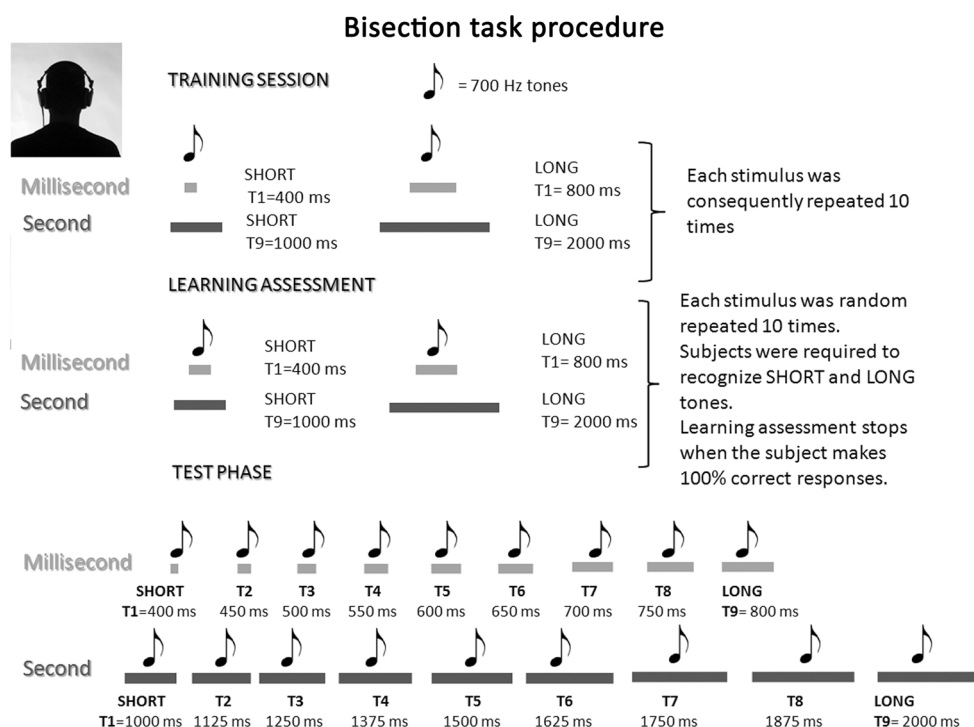 Bisection task procedure
TRAINING SESSION
= 700 Hz tones
Millisecond
SHORT
T1=400 ms
LONG
T1= 800 ms
Second
SHORT
T9=1000 ms
LONG
T9= 2000 ms
Each stimulus was
consequently repeated 10
times
LEARNING ASSESSMENT
Millisecond
SHORT
T1=400 ms
LONG
T1= 800 ms
Second
SHORT
T9=1000 ms
LONG
T9= 2000 ms
Each stimulus was random
repeated 10 times.
Subjects were required to
recognize SHORT and LONG
tones.
Learning assessment stops
when the subject makes
100% correct responses.
TEST PHASE
Millisecond
SHORT T2 T3 T4 T5 T6 T7 T8 LONG
T1=400 ms 450 ms 500 ms 550 ms 600 ms 650 ms 700 ms 750 ms T9= 800 ms
Second
SHORT T2 T3 T4 T5 T6 T7 T8 LONG
T1=1000 ms 1125 ms 1250 ms 1375 ms 1500 ms 1625 ms 1750 ms 1875 ms T9= 2000 ms